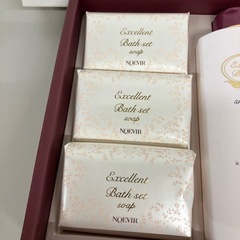 Excellent
Bath set
soap
NOEVIR
Excellent
Bath set
soap
NOEVIR
Excellent
Bath set
soap
NOEVIR